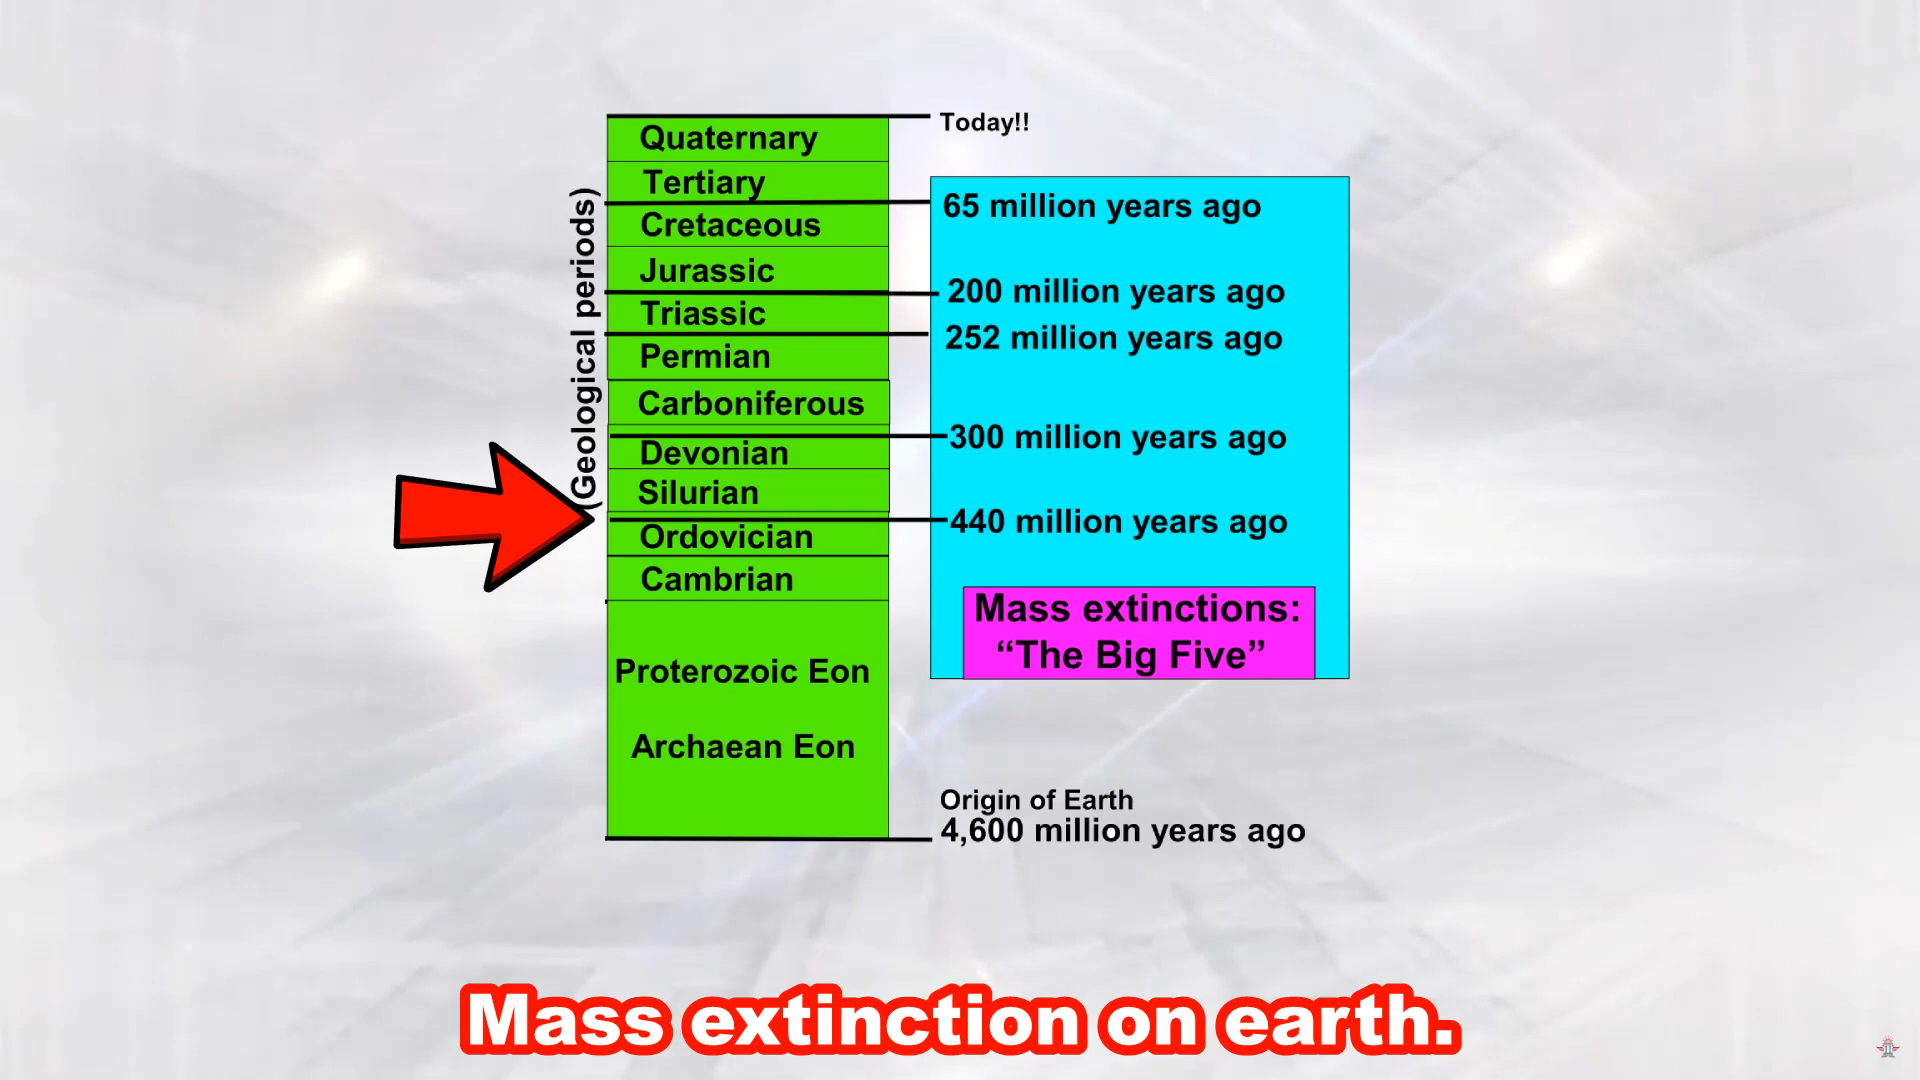 Today!!
Quaternary
Tertiary
65 million years ago
Cretaceous
Jurassic
200 million years ago
Triassic
252 million years ago
Permian
Carboniferous
300 million years ago
Devonian
Silurian
440 million years ago
Ordovician
Cambrian
(Geological periods)
Mass extinctions:
“The Big Five”
Proterozoic Eon
Archaean Eon
Origin of Earth
4,600 million years ago
Mass extinction on earth.